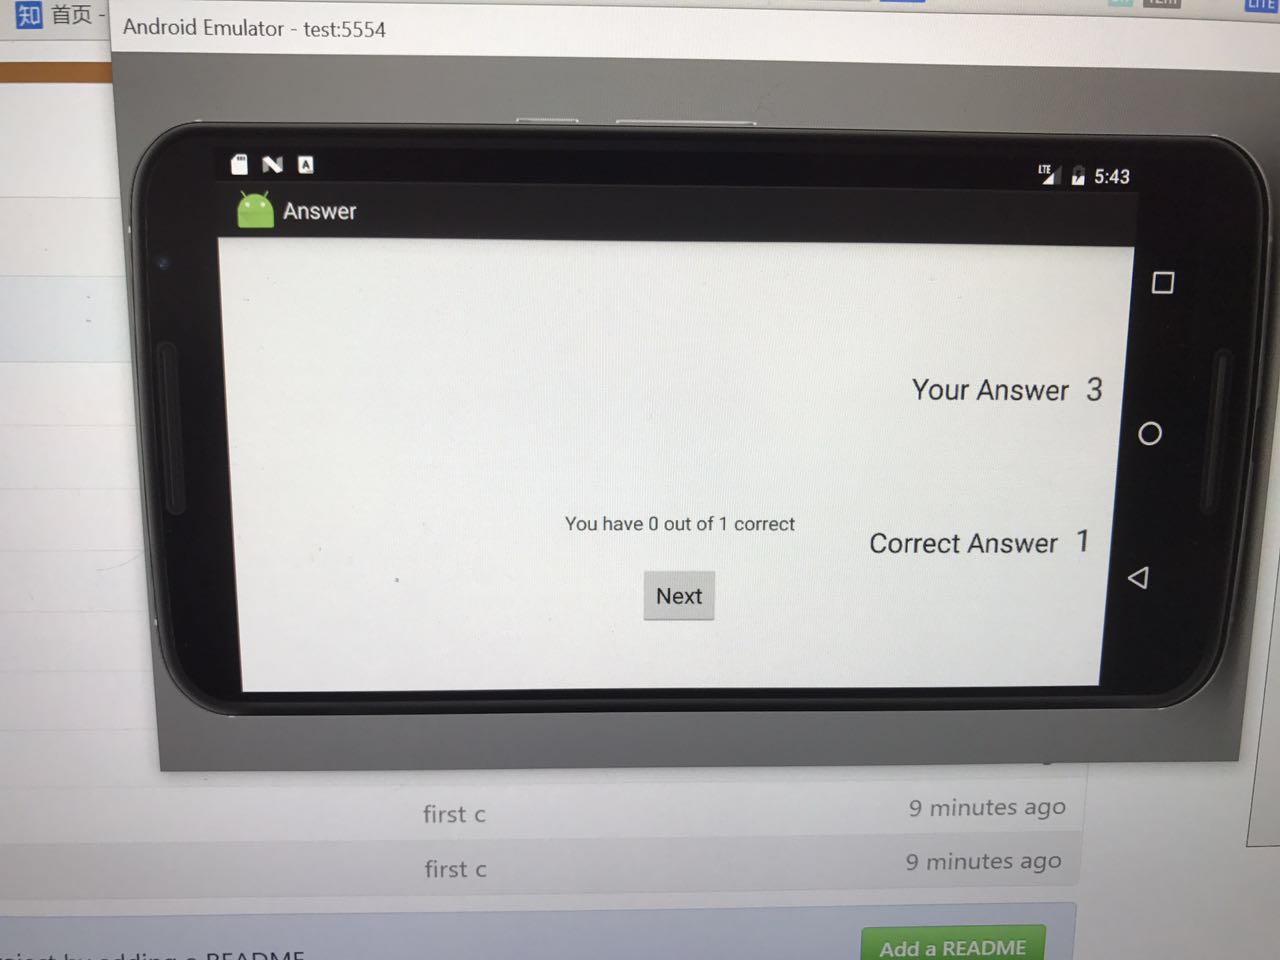 知 首页 -
Android Emulator - test:5554
LITE
LTE 5:43
Answer
Your Answer 3
You have 0 out of 1 correct
Correct Answer 1
Next
first c 9 minutes ago
first c 9 minutes ago
by adding a README
Add a README